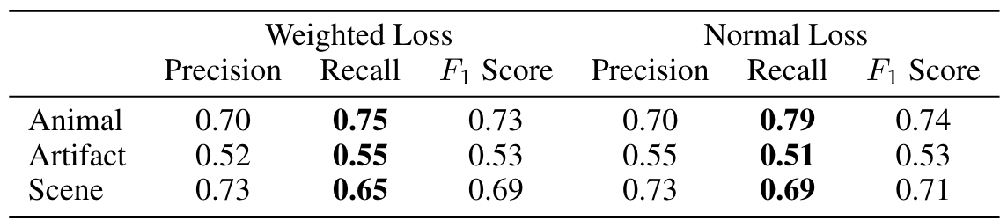 Weighted Loss Normal Loss
Precision Recall F₁ Score Precision Recall F₁ Score
Animal 0.70 0.75 0.73 0.70 0.79 0.74
Artifact 0.52 0.55 0.53 0.55 0.51 0.53
Scene 0.73 0.65 0.69 0.73 0.69 0.71